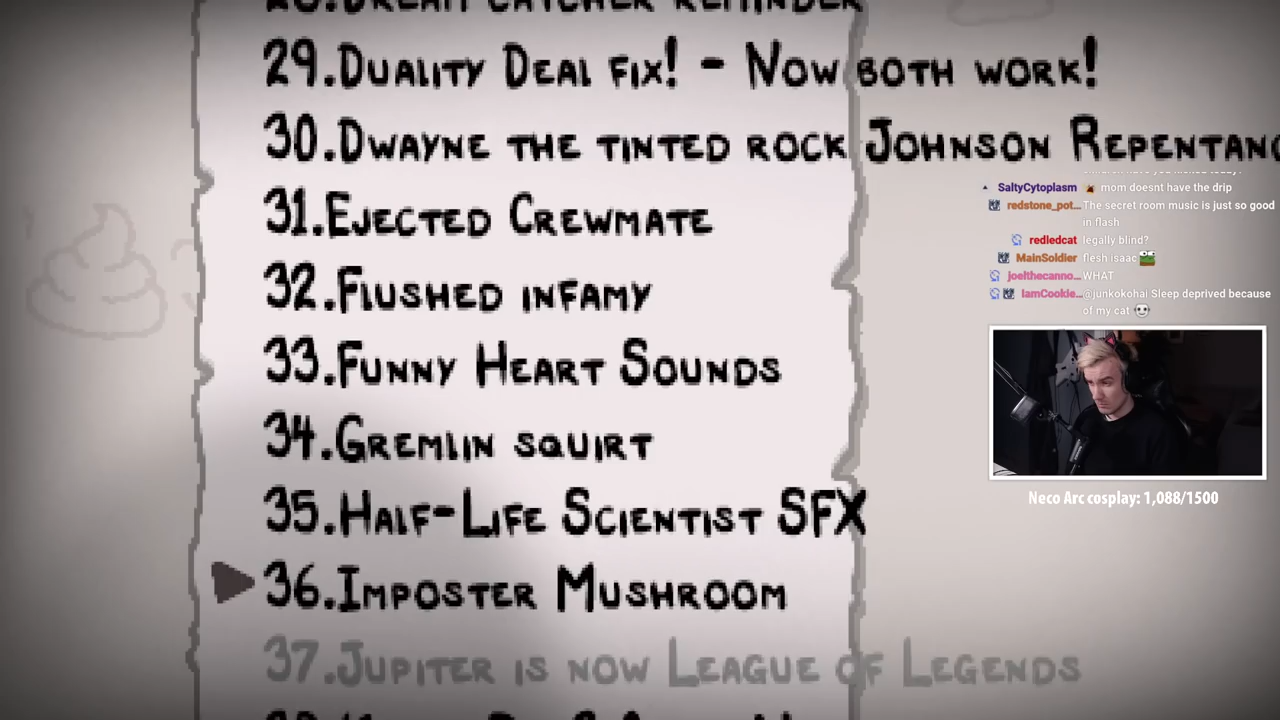 28.Dream catcher reminder
29.Duality Deal fix! - Now both work!
30.Dwayne the tinted rock Johnson Repentanc
31.Ejected Crewmate
32.Flushed infamy
33.Funny Heart Sounds
34.Gremlin squirt
35.Half-Life Scientist SFX
36.Imposter Mushroom
37.Jupiter is now League of Legends
SaltyCytoplasm mom doesnt have the drip
redstone_pot... The secret room music is just so good
in flash
redledcat legally blind?
MainSoldier flesh isaac
joelthecanno... WHAT
IamCookie... @junkokohai Sleep deprived because
of my cat
Neco Arc cosplay: 1,088/1500